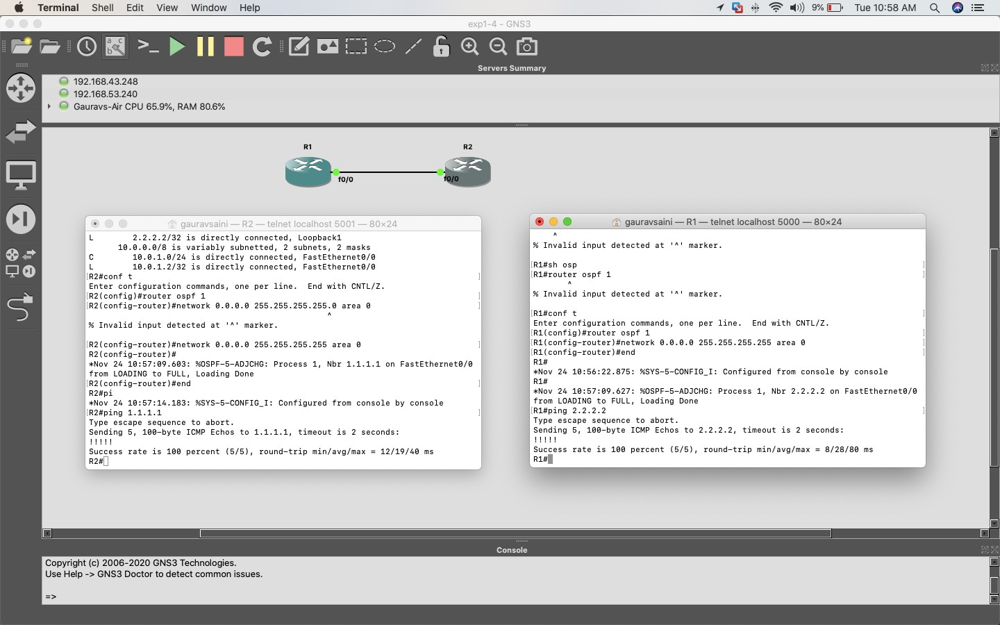 Terminal Shell Edit View Window Help 9% Tue 10:58 AM
exp1-4 - GNS3
Servers Summary
192.168.43.248
192.168.53.240
Gauravs-Air CPU 65.9%, RAM 80.6%
R1 R2
f0/0 f0/0
gauravsaini — R2 — telnet localhost 5001 — 80×24
L        2.2.2.2/32 is directly connected, Loopback1
      10.0.0.0/8 is variably subnetted, 2 subnets, 2 masks
C        10.0.1.0/24 is directly connected, FastEthernet0/0
L        10.0.1.2/32 is directly connected, FastEthernet0/0
R2#conf t
Enter configuration commands, one per line.  End with CNTL/Z.
R2(config)#router ospf 1
R2(config-router)#network 0.0.0.0 255.255.255.255.0 area 0
^
% Invalid input detected at '^' marker.
R2(config-router)#network 0.0.0.0 255.255.255.255 area 0
R2(config-router)#
*Nov 24 10:57:09.603: %OSPF-5-ADJCHG: Process 1, Nbr 1.1.1.1 on FastEthernet0/0
from LOADING to FULL, Loading Done
R2(config-router)#end
R2#pi
*Nov 24 10:57:14.183: %SYS-5-CONFIG_I: Configured from console by console
R2#ping 1.1.1.1
Type escape sequence to abort.
Sending 5, 100-byte ICMP Echos to 1.1.1.1, timeout is 2 seconds:
!!!!!
Success rate is 100 percent (5/5), round-trip min/avg/max = 12/19/40 ms
R2#
gauravsaini — R1 — telnet localhost 5000 — 80×24
^
% Invalid input detected at '^' marker.
R1#sh osp
R1#router ospf 1
^
% Invalid input detected at '^' marker.
R1#conf t
Enter configuration commands, one per line.  End with CNTL/Z.
R1(config)#router ospf 1
R1(config-router)#network 0.0.0.0 255.255.255.255 area 0
R1(config-router)#end
R1#
*Nov 24 10:56:22.875: %SYS-5-CONFIG_I: Configured from console by console
R1#
*Nov 24 10:57:09.627: %OSPF-5-ADJCHG: Process 1, Nbr 2.2.2.2 on FastEthernet0/0
from LOADING to FULL, Loading Done
R1#ping 2.2.2.2
Type escape sequence to abort.
Sending 5, 100-byte ICMP Echos to 2.2.2.2, timeout is 2 seconds:
!!!!!
Success rate is 100 percent (5/5), round-trip min/avg/max = 8/28/80 ms
R1#
Console
Copyright (c) 2006-2020 GNS3 Technologies.
Use Help -> GNS3 Doctor to detect common issues.
=>